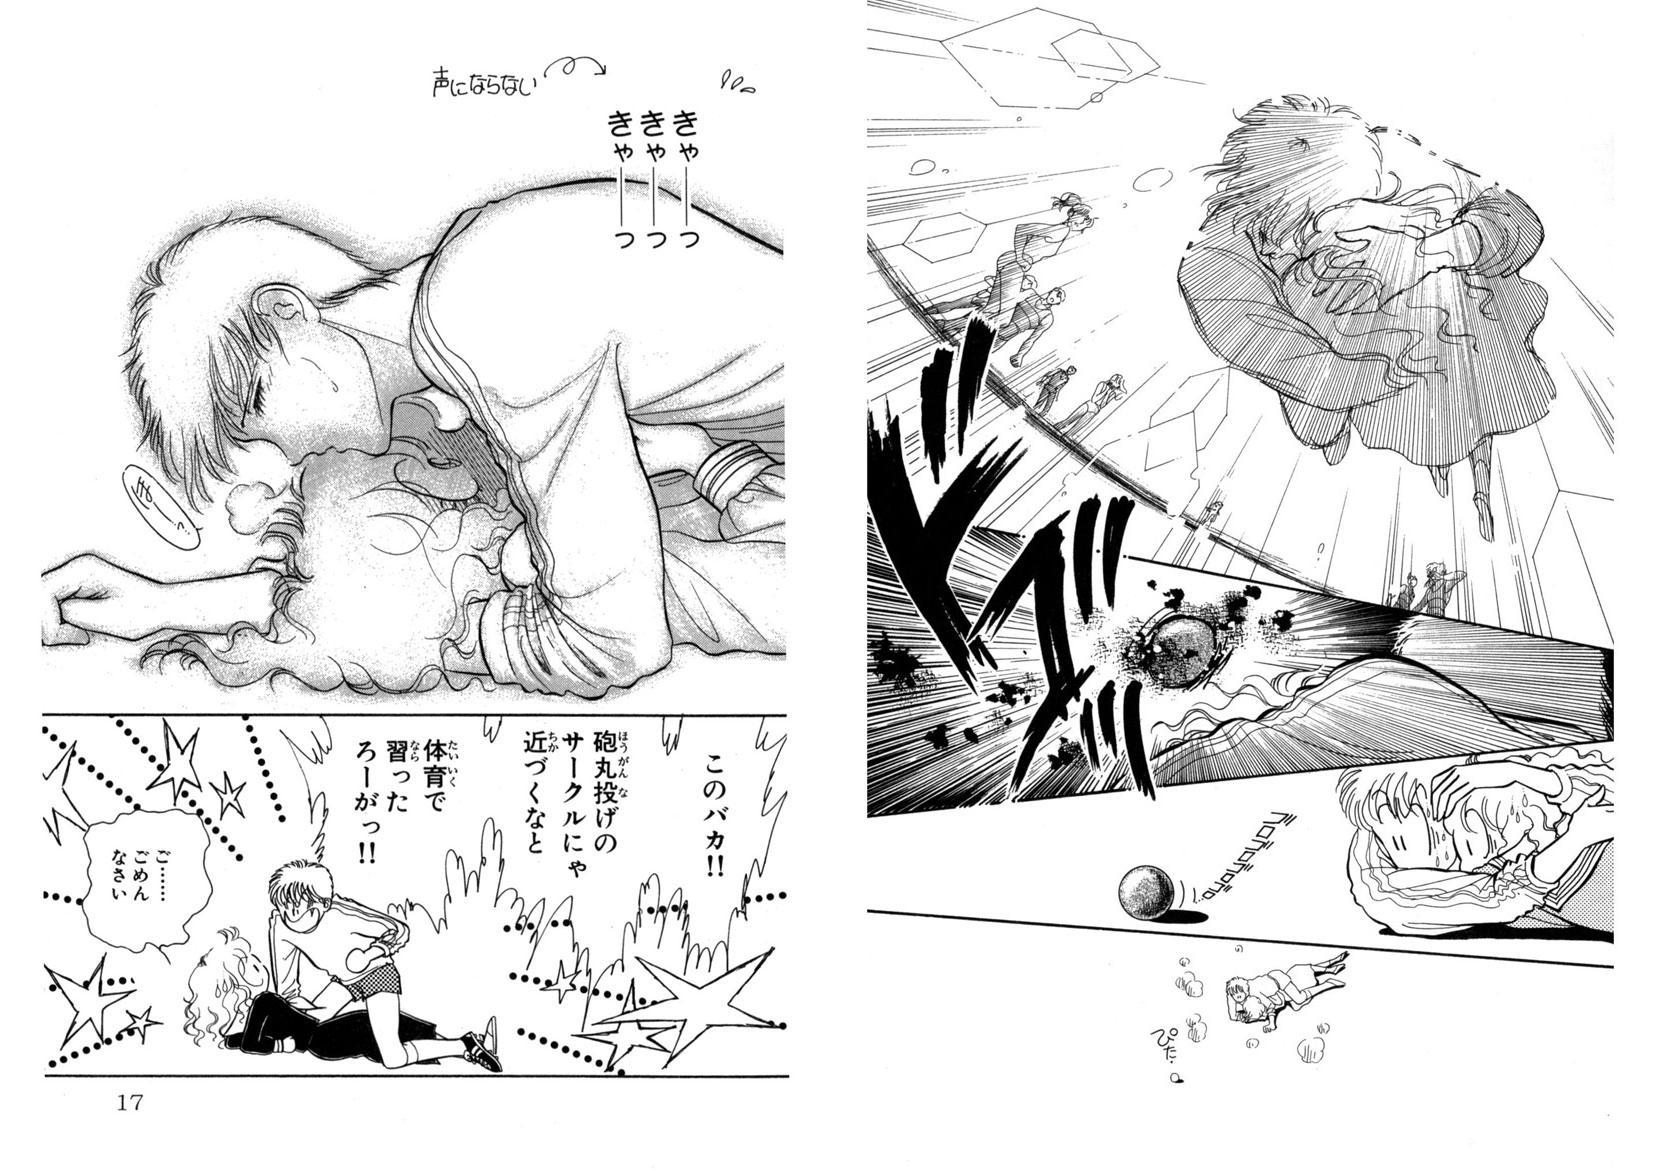 ドドッ
ゴロゴロゴロ…
ぴた.
声にならない
きゃーっ
きゃーっ
きゃーっ
このバカ!!
砲丸投げの
サークルにゃ
近づくなと
体育で
習った
ろーがっ!!
ご……
ごめん
なさい
17